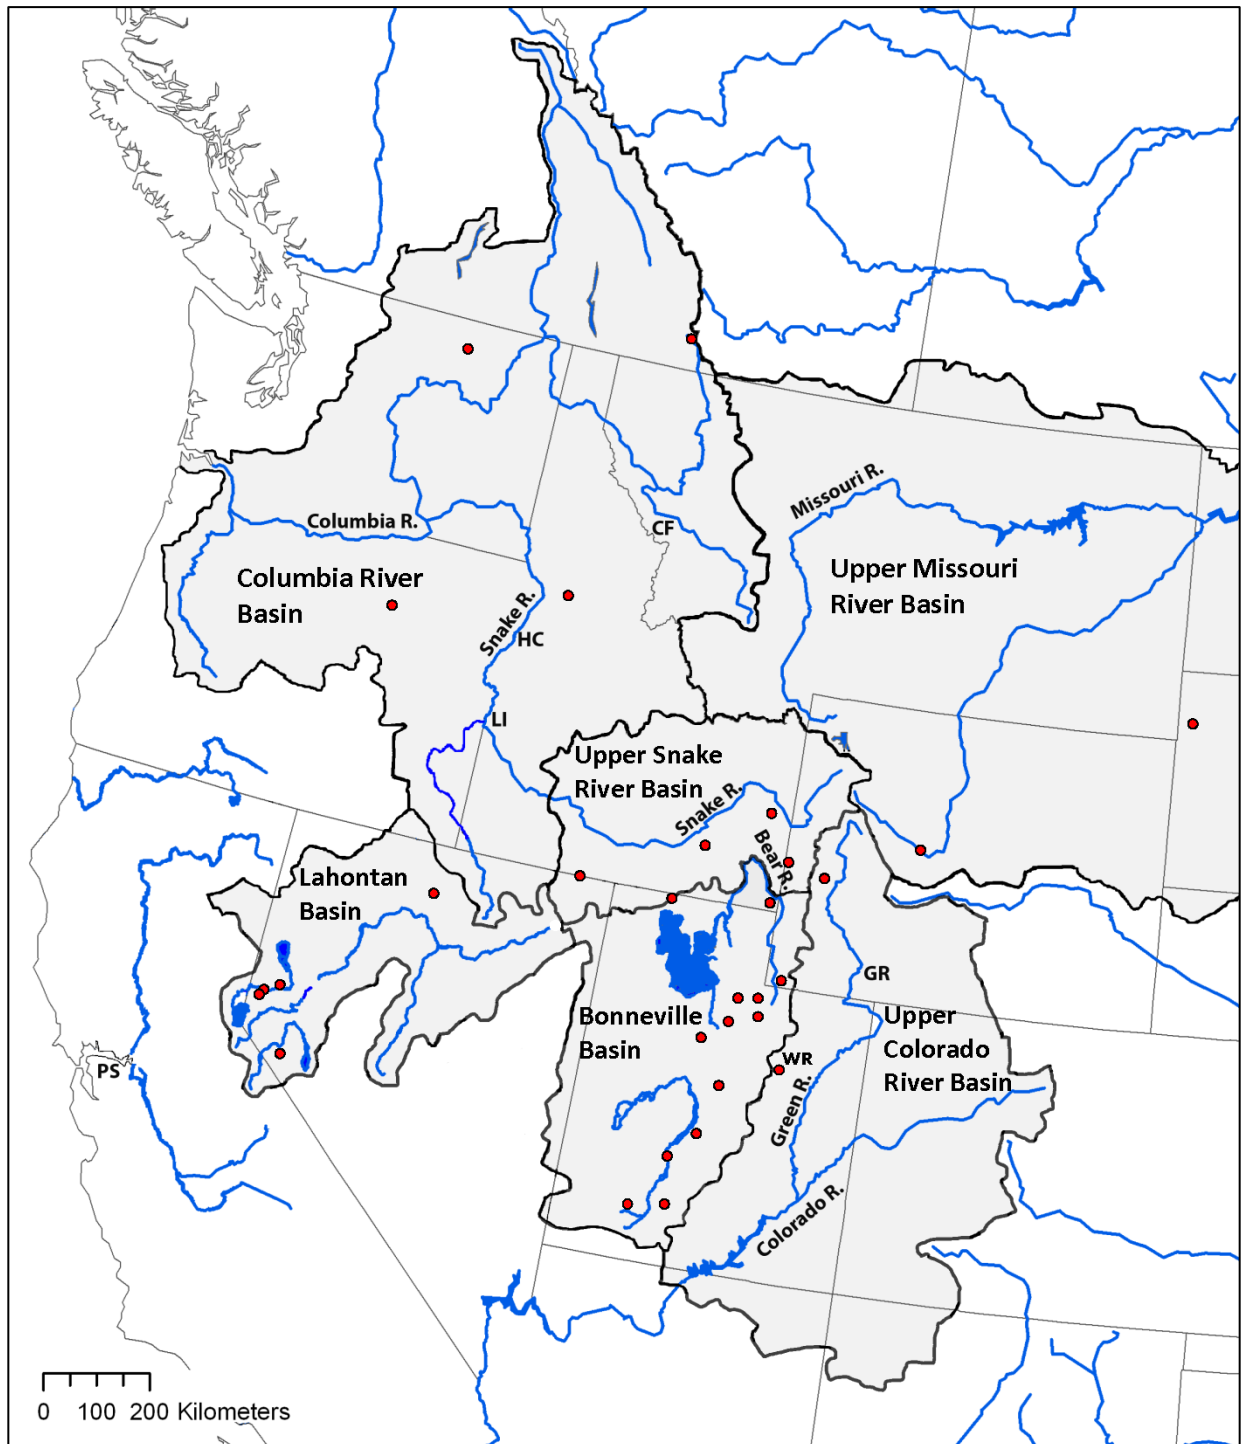 Missouri R.
Columbia R.
CF
Columbia River
Basin
Upper Missouri
River Basin
Snake R.
HC
LI
Upper Snake
River Basin
Snake R.
Bear R.
Lahontan
Basin
GR
Bonneville
Basin
Upper
Colorado
River Basin
WR
PS
Green R.
Colorado R.
0 100 200 Kilometers